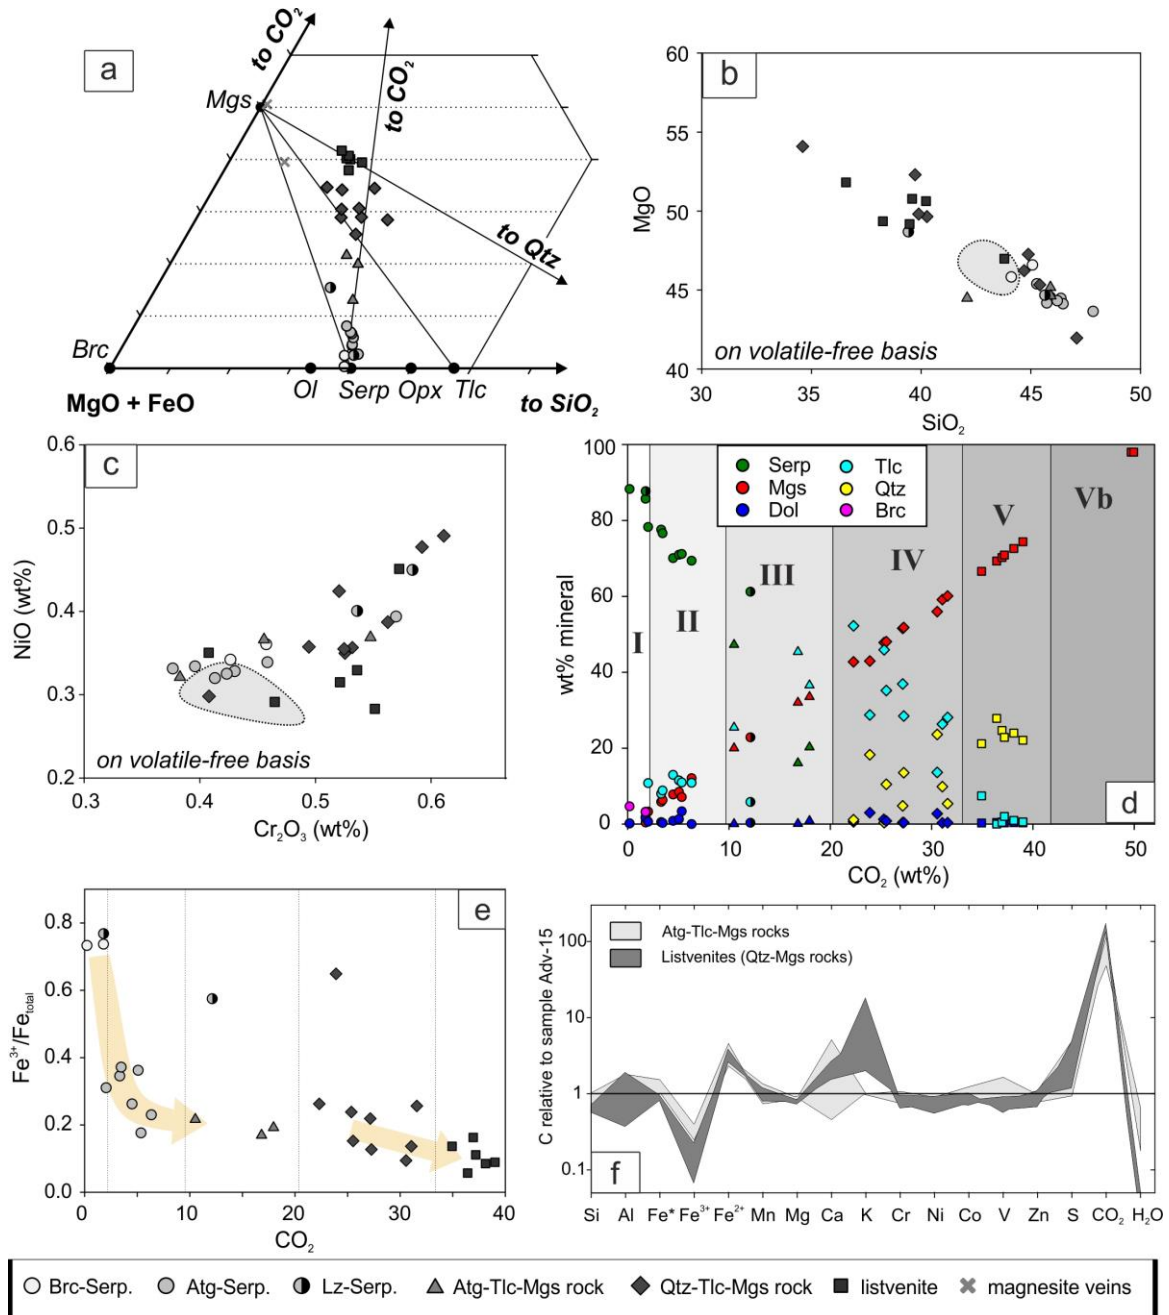 a
to CO2
to CO2
Mgs
to Qtz
Brc
Ol Serp Opx Tlc
MgO + FeO
to SiO2
b
MgO
60
55
50
45
40
on volatile-free basis
30 35 40 45 50
SiO2
c
NiO (wt%)
0.6
0.5
0.4
0.3
0.2
on volatile-free basis
0.3 0.4 0.5 0.6
Cr2O3 (wt%)
d
wt% mineral
100
80
60
40
20
0
Serp
Mgs
Dol
Tlc
Qtz
Brc
I
II
III
IV
V
Vb
0 10 20 30 40 50
CO2 (wt%)
e
Fe3+/Fetotal
0.8
0.6
0.4
0.2
0.0
0 10 20 30 40
CO2
f
C relative to sample Adv-15
Atg-Tlc-Mgs rocks
Listvenites (Qtz-Mgs rocks)
100
10
1
0.1
Si Al Fe* Fe3+ Fe2+ Mn Mg Ca K Cr Ni Co V Zn S CO2 H2O
Brc-Serp. Atg-Serp. Lz-Serp. Atg-Tlc-Mgs rock Qtz-Tlc-Mgs rock listvenite magnesite veins